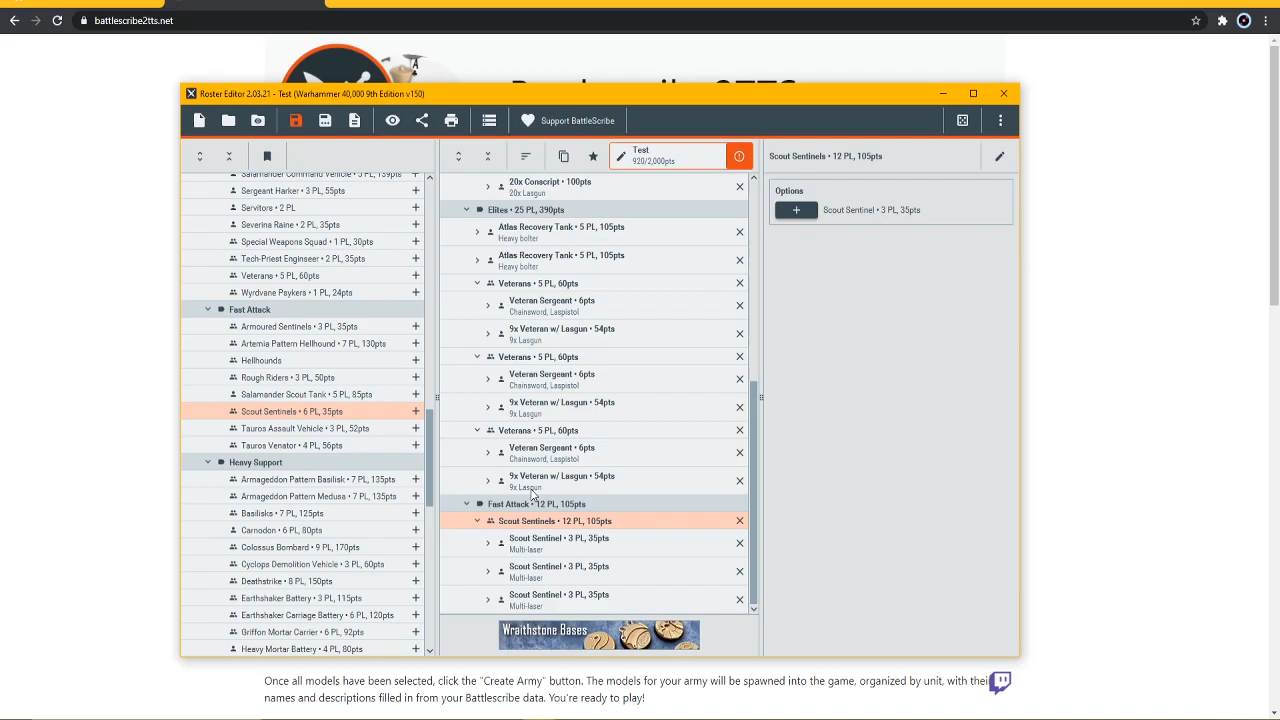 battlescribe2tts.net
Roster Editor 2.03.21 - Test (Warhammer 40,000 9th Edition v150)
Support BattleScribe
Test
920/2,000pts
Scout Sentinels • 12 PL, 105pts
Salamander Command Vehicle • 5 PL, 139pts
Sergeant Harker • 3 PL, 55pts
Servitors • 2 PL
Severina Raine • 2 PL, 35pts
Special Weapons Squad • 1 PL, 30pts
Tech-Priest Engineseer • 2 PL, 35pts
Veterans • 5 PL, 60pts
Wyrdvane Psykers • 1 PL, 24pts
Fast Attack
Armoured Sentinels • 3 PL, 35pts
Artemia Pattern Hellhound • 7 PL, 130pts
Hellhounds
Rough Riders • 3 PL, 50pts
Salamander Scout Tank • 5 PL, 85pts
Scout Sentinels • 6 PL, 35pts
Tauros Assault Vehicle • 3 PL, 52pts
Tauros Venator • 4 PL, 56pts
Heavy Support
Armageddon Pattern Basilisk • 7 PL, 135pts
Armageddon Pattern Medusa • 7 PL, 135pts
Basilisks • 7 PL, 125pts
Carnodon • 6 PL, 80pts
Colossus Bombard • 9 PL, 170pts
Cyclops Demolition Vehicle • 3 PL, 60pts
Deathstrike • 8 PL, 150pts
Earthshaker Battery • 3 PL, 115pts
Earthshaker Carriage Battery • 6 PL, 120pts
Griffon Mortar Carrier • 6 PL, 92pts
Heavy Mortar Battery • 4 PL, 80pts
20x Conscript • 100pts
20x Lasgun
Elites • 25 PL, 390pts
Atlas Recovery Tank • 5 PL, 105pts
Heavy bolter
Atlas Recovery Tank • 5 PL, 105pts
Heavy bolter
Veterans • 5 PL, 60pts
Veteran Sergeant • 6pts
Chainsword, Laspistol
9x Veteran w/ Lasgun • 54pts
9x Lasgun
Veterans • 5 PL, 60pts
Veteran Sergeant • 6pts
Chainsword, Laspistol
9x Veteran w/ Lasgun • 54pts
9x Lasgun
Veterans • 5 PL, 60pts
Veteran Sergeant • 6pts
Chainsword, Laspistol
9x Veteran w/ Lasgun • 54pts
9x Lasgun
Fast Attack • 12 PL, 105pts
Scout Sentinels • 12 PL, 105pts
Scout Sentinel • 3 PL, 35pts
Multi-laser
Scout Sentinel • 3 PL, 35pts
Multi-laser
Scout Sentinel • 3 PL, 35pts
Multi-laser
Wraithstone Bases
Options
Scout Sentinel • 3 PL, 35pts
Once all models have been selected, click the "Create Army" button. The models for your army will be spawned into the game, organized by unit, with their
names and descriptions filled in from your Battlescribe data. You're ready to play!